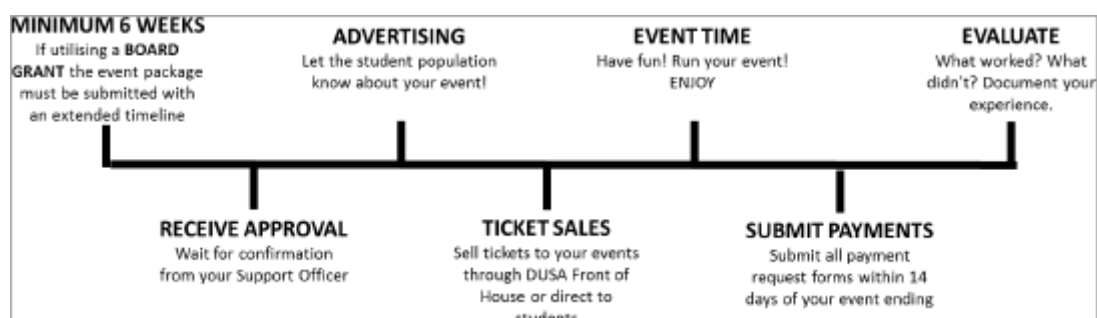 MINIMUM 6 WEEKS
If utilising a BOARD
GRANT the event package
must be submitted with
an extended timeline
RECEIVE APPROVAL
Wait for confirmation
from your Support Officer
ADVERTISING
Let the student population
know about your event!
TICKET SALES
Sell tickets to your events
through DUSA Front of
House or direct to
students
EVENT TIME
Have fun! Run your event!
ENJOY
SUBMIT PAYMENTS
Submit all payment
request forms within 14
days of your event ending
EVALUATE
What worked? What
didn't? Document your
experience.